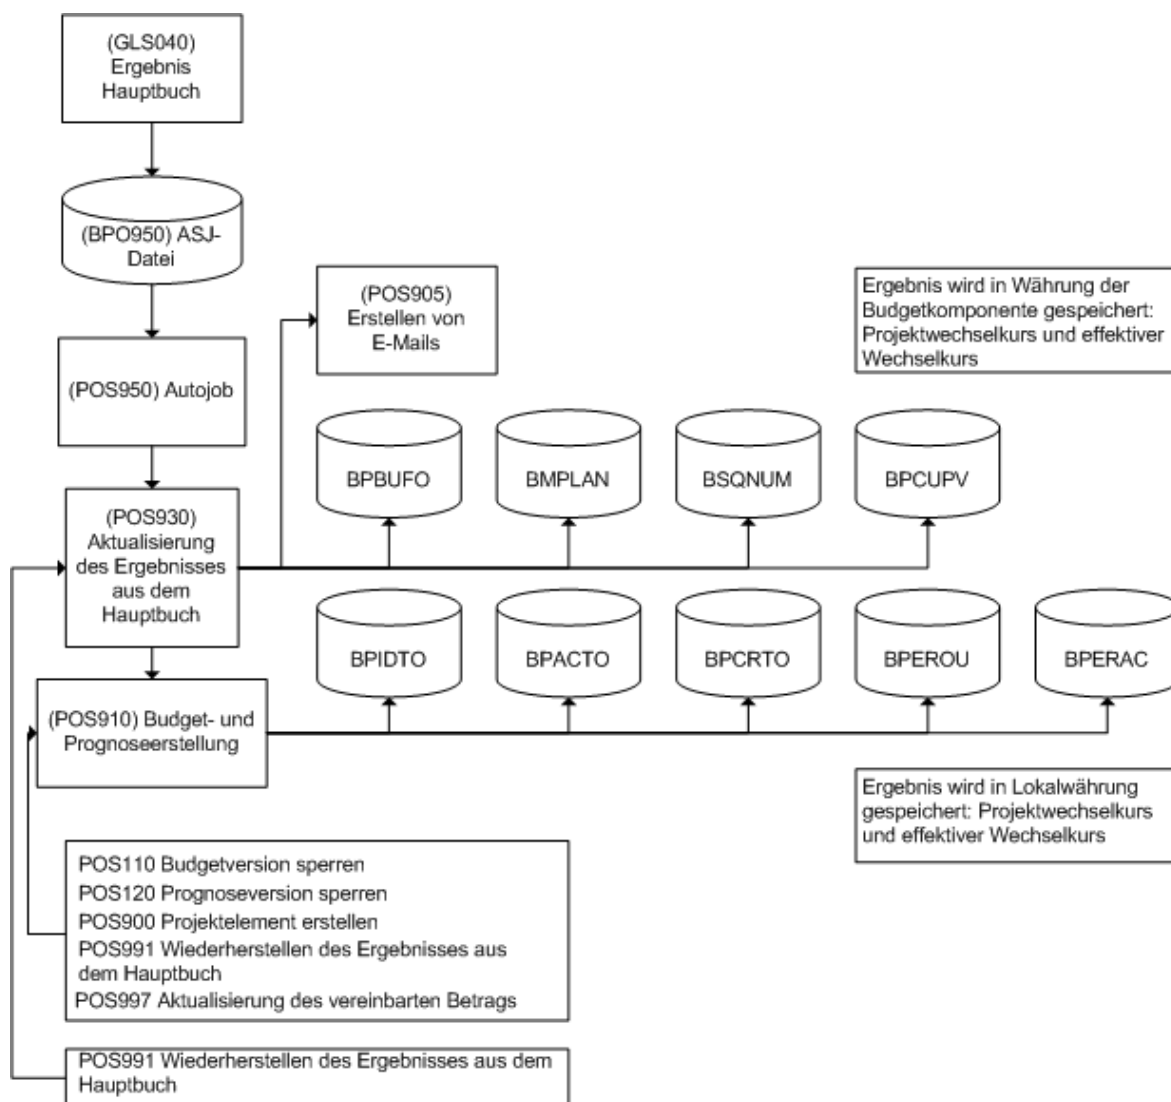 (GLS040)
Ergebnis
Hauptbuch
(BPO950) ASJ-
Datei
(POS905)
Erstellen von
E-Mails
Ergebnis wird in Währung der
Budgetkomponente gespeichert:
Projektwechselkurs und effektiver
Wechselkurs
(POS950) Autojob
BPBUFO
BMPLAN
BSQNUM
BPCUPV
(POS930)
Aktualisierung
des Ergebnisses
aus dem
Hauptbuch
BPIDTO
BPACTO
BPCRTO
BPEROU
BPERAC
(POS910) Budget- und
Prognoseerstellung
Ergebnis wird in Lokalwährung
gespeichert: Projektwechselkurs
und effektiver Wechselkurs
POS110 Budgetversion sperren
POS120 Prognoseversion sperren
POS900 Projektelement erstellen
POS991 Wiederherstellen des Ergebnisses aus
dem Hauptbuch
POS997 Aktualisierung des vereinbarten Betrags
POS991 Wiederherstellen des Ergebnisses aus dem
Hauptbuch